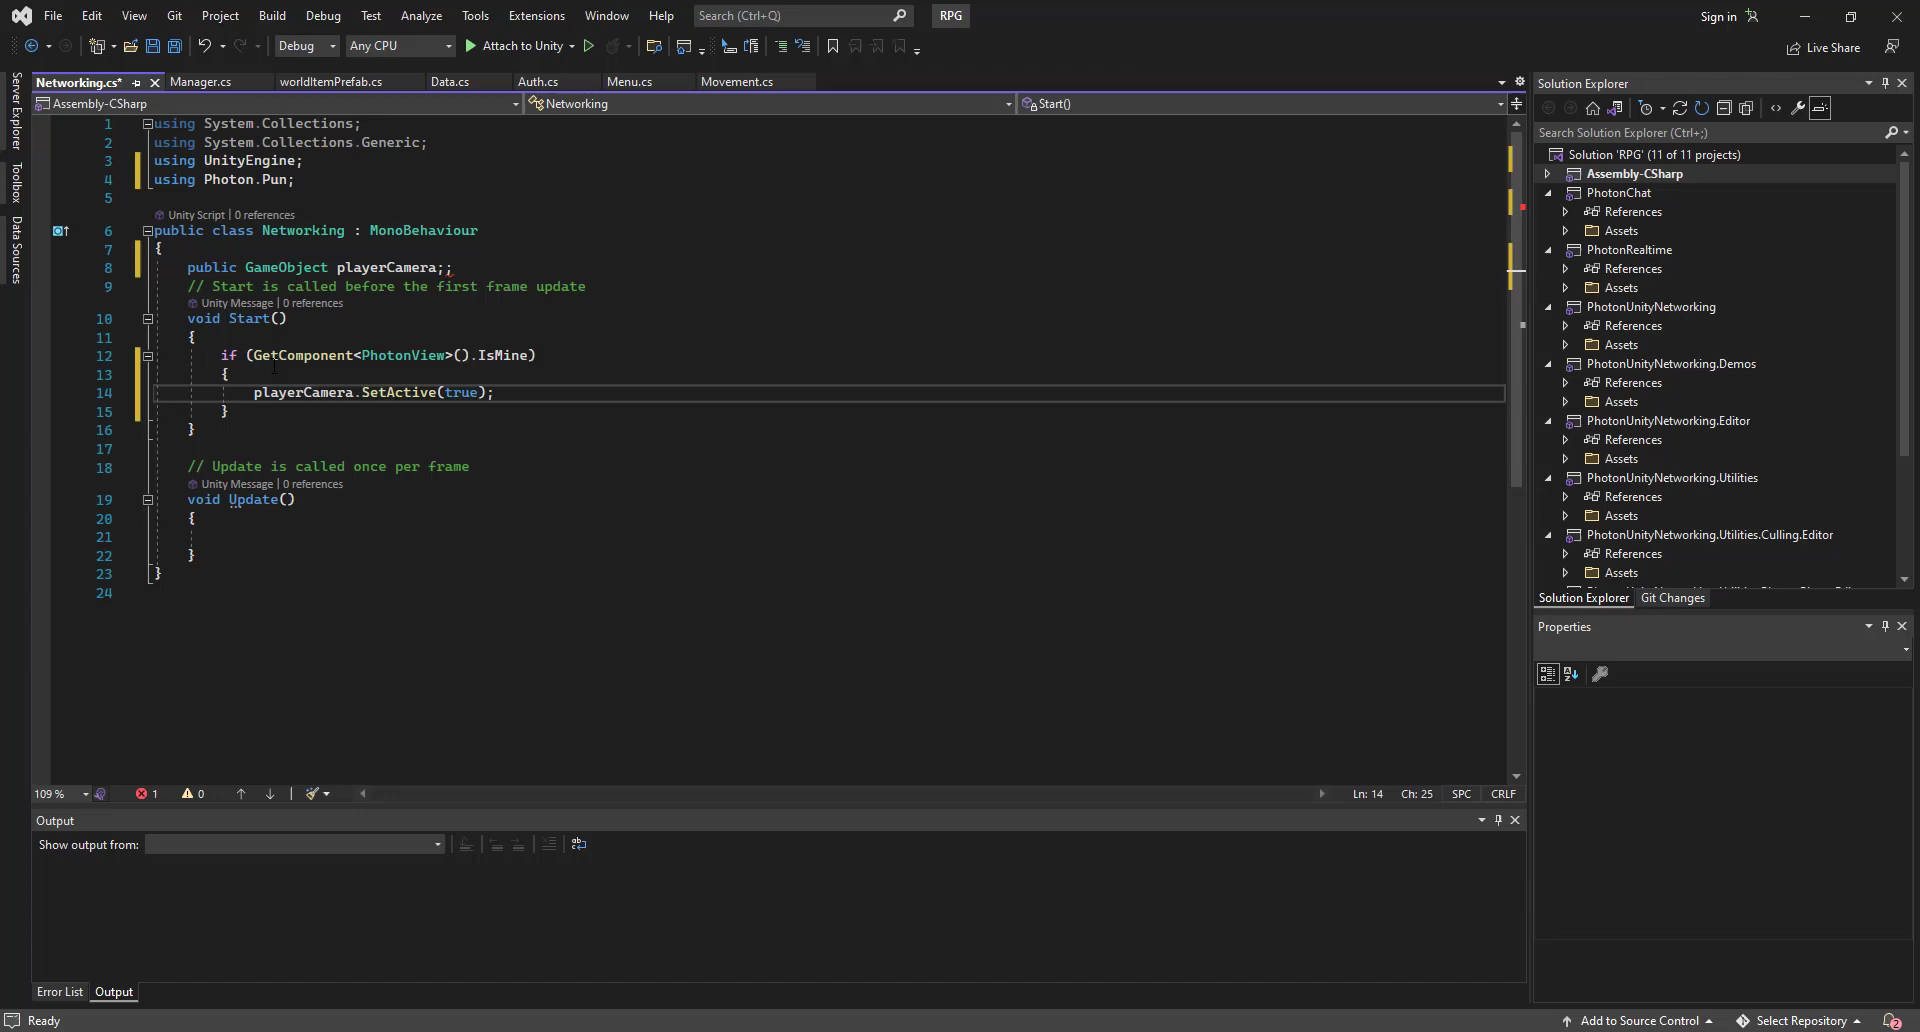 File Edit View Git Project Build Debug Test Analyze Tools Extensions Window Help Search (Ctrl+Q) RPG Sign in
Debug Any CPU Attach to Unity Live Share
Networking.cs* Manager.cs worldItemPrefab.cs Data.cs Auth.cs Menu.cs Movement.cs
Assembly-CSharp Networking Start()
Server Explorer
Toolbox
Data Sources
1 using System.Collections;
2 using System.Collections.Generic;
3 using UnityEngine;
4 using Photon.Pun;
5
Unity Script | 0 references
6 public class Networking : MonoBehaviour
7 {
8 public GameObject playerCamera;;
9 // Start is called before the first frame update
Unity Message | 0 references
10 void Start()
11 {
12 if (GetComponent<PhotonView>().IsMine)
13 {
14 playerCamera.SetActive(true);
15 }
16 }
17
18 // Update is called once per frame
Unity Message | 0 references
19 void Update()
20 {
21
22 }
23 }
24
109 % 1 0 Ln: 14 Ch: 25 SPC CRLF
Output
Show output from:
Error List Output
Solution Explorer
Search Solution Explorer (Ctrl+;)
Solution 'RPG' (11 of 11 projects)
Assembly-CSharp
PhotonChat
References
Assets
PhotonRealtime
References
Assets
PhotonUnityNetworking
References
Assets
PhotonUnityNetworking.Demos
References
Assets
PhotonUnityNetworking.Editor
References
Assets
PhotonUnityNetworking.Utilities
References
Assets
PhotonUnityNetworking.Utilities.Culling.Editor
References
Assets
Solution Explorer Git Changes
Properties
Ready Add to Source Control Select Repository 2